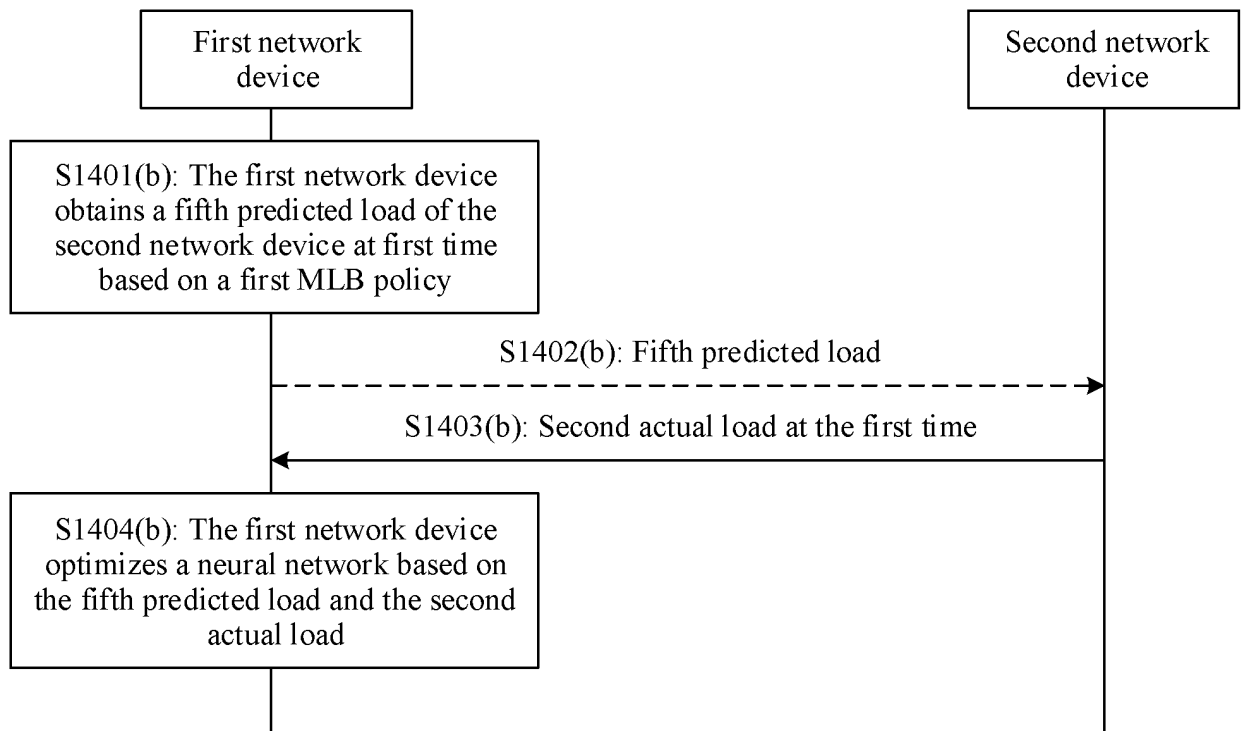 First network
device
Second network
device
S1401(b): The first network device
obtains a fifth predicted load of the
second network device at first time
based on a first MLB policy
S1402(b): Fifth predicted load
S1403(b): Second actual load at the first time
S1404(b): The first network device
optimizes a neural network based on
the fifth predicted load and the second
actual load